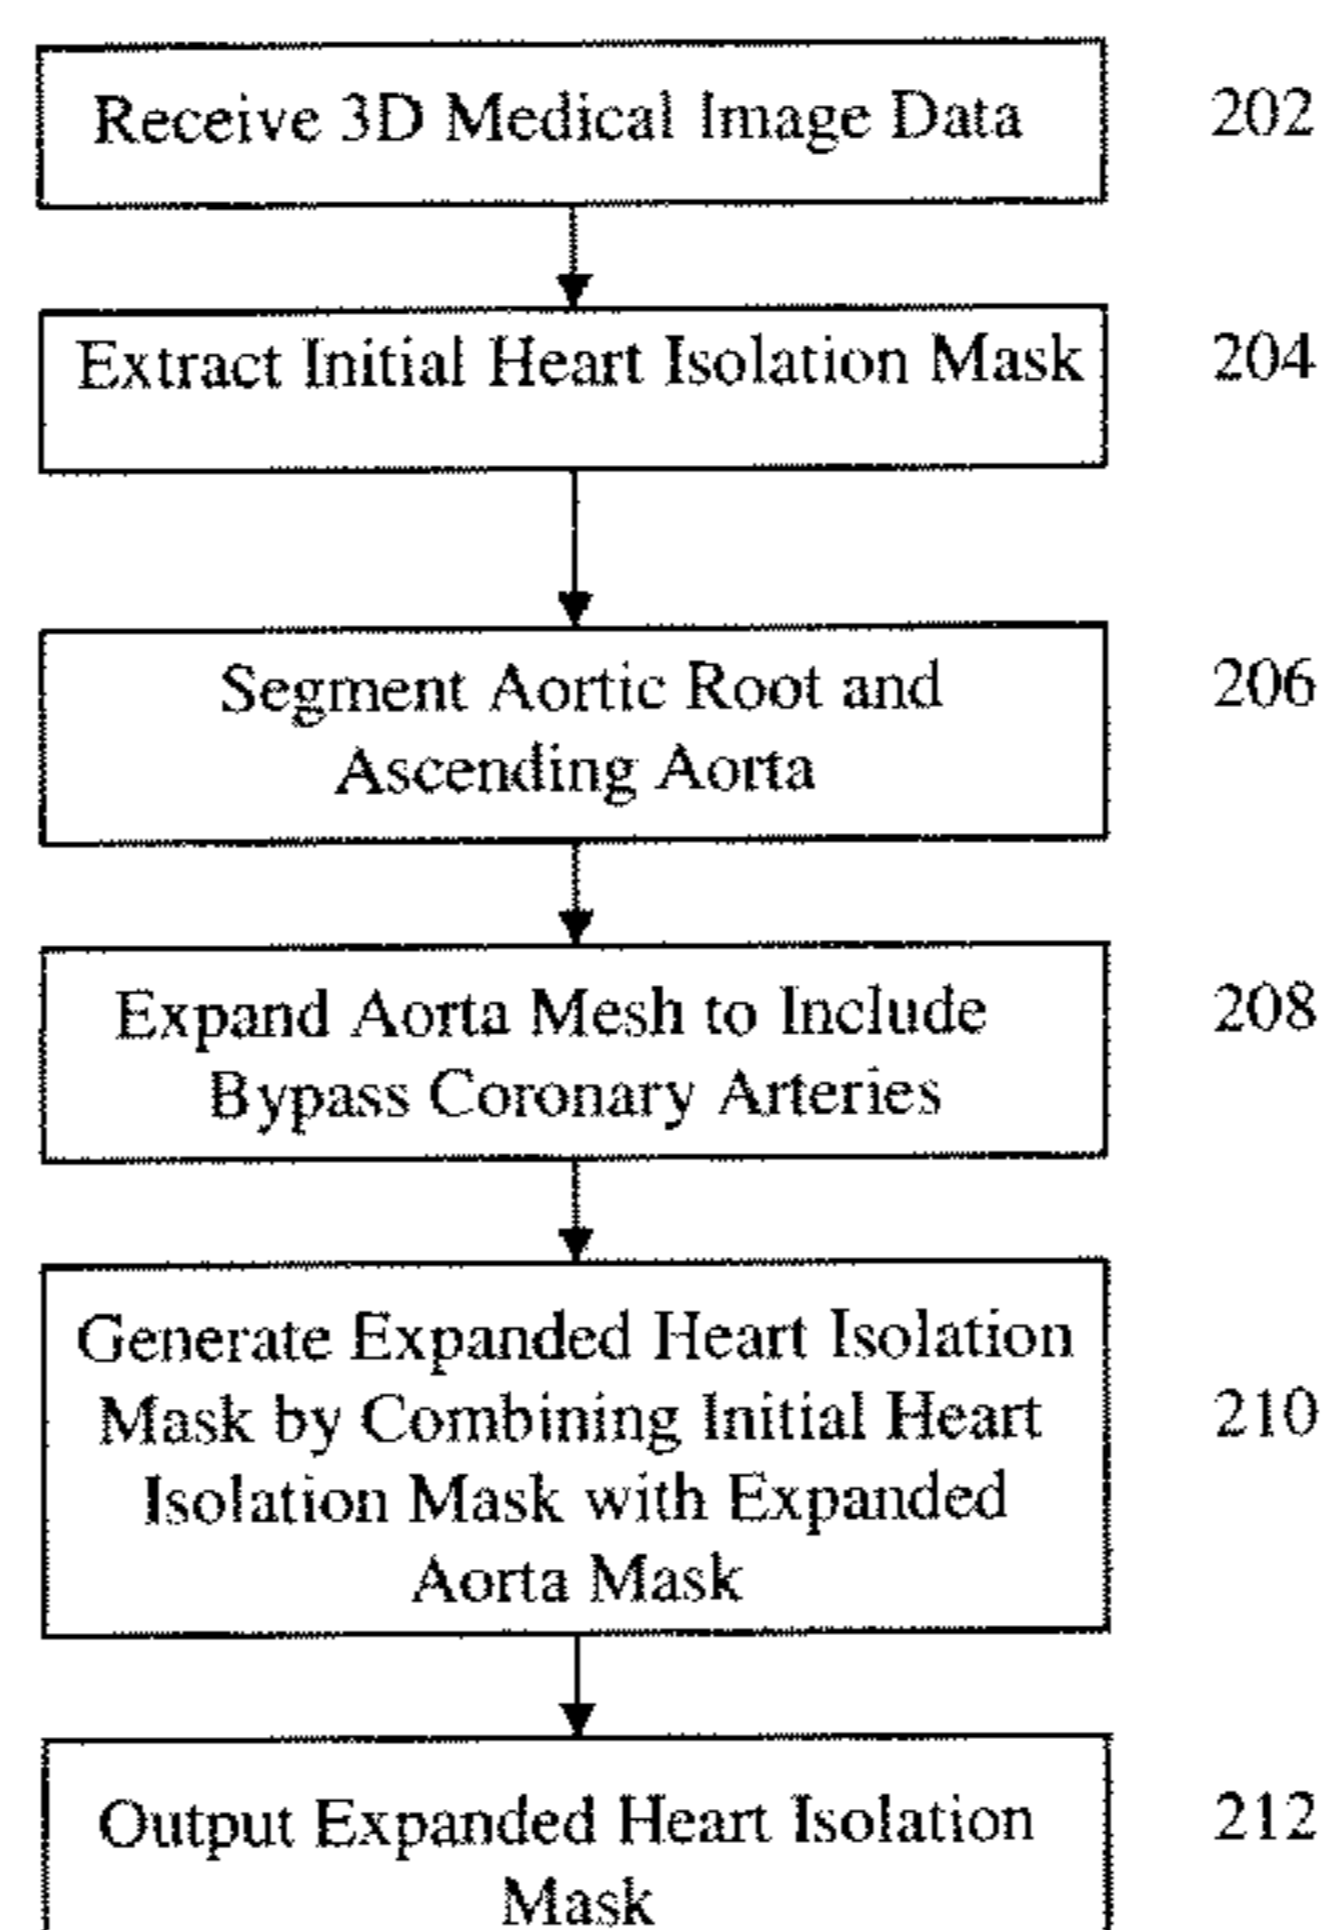 Receive 3D Medical Image Data 202
Extract Initial Heart Isolation Mask 204
Segment Aortic Root and 206
Ascending Aorta
Expand Aorta Mesh to Include 208
Bypass Coronary Arteries
Generate Expanded Heart Isolation
Mask by Combining Initial Heart 210
Isolation Mask with Expanded
Aorta Mask
Output Expanded Heart Isolation 212
Mask